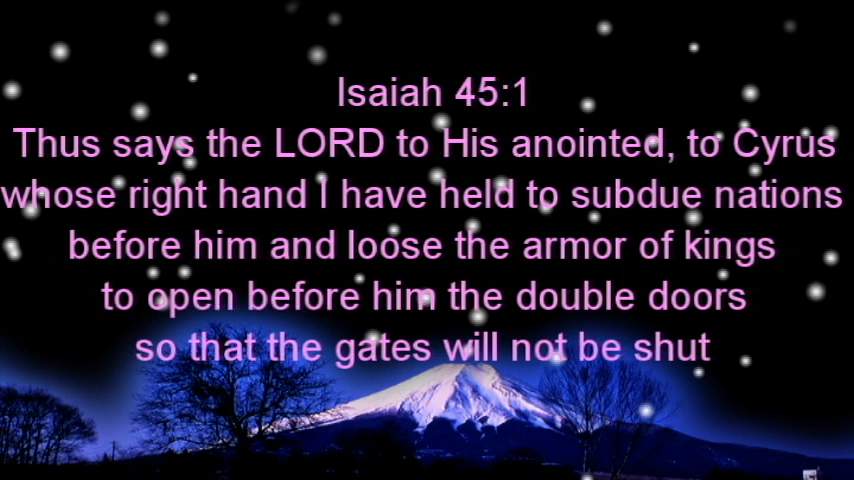 Isaiah 45:1
Thus says the LORD to His anointed, to Cyrus
whose right hand I have held to subdue nations
before him and loose the armor of kings
to open before him the double doors
so that the gates will not be shut